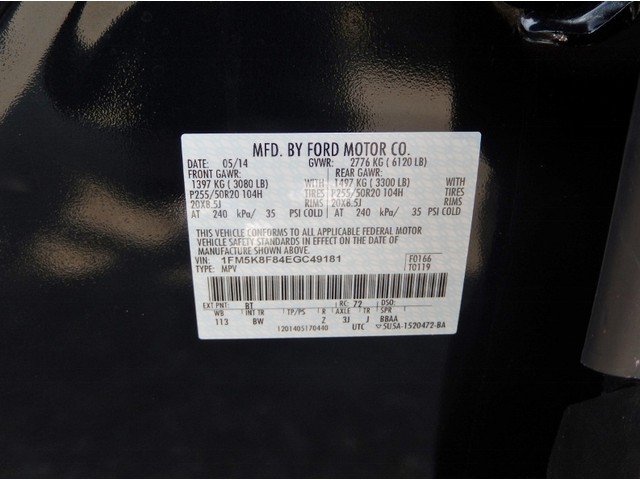 MFD. BY FORD MOTOR CO.
DATE: 05/14 GVWR: 2776 KG ( 6120 LB)
FRONT GAWR: REAR GAWR:
1397 KG ( 3080 LB) WITH 1497 KG ( 3300 LB) WITH
P255/50R20 104H TIRES P255/50R20 104H TIRES
20X8.5J RIMS 20X8.5J RIMS
AT 240 kPa/ 35 PSI COLD AT 240 kPa/ 35 PSI COLD
THIS VEHICLE CONFORMS TO ALL APPLICABLE FEDERAL MOTOR
VEHICLE SAFETY STANDARDS IN EFFECT ON THE DATE OF
MANUFACTURE SHOWN ABOVE.
VIN: 1FM5K8F84EGC49181 F0166
TYPE: MPV T0119
EXT PNT: BT RC: 72 DSO:
WB INT TR TP/PS R AXLE TR SPR
113 BW Z 3J J BBAA
12014051 70440 UTC 5U5A-1520472-BA